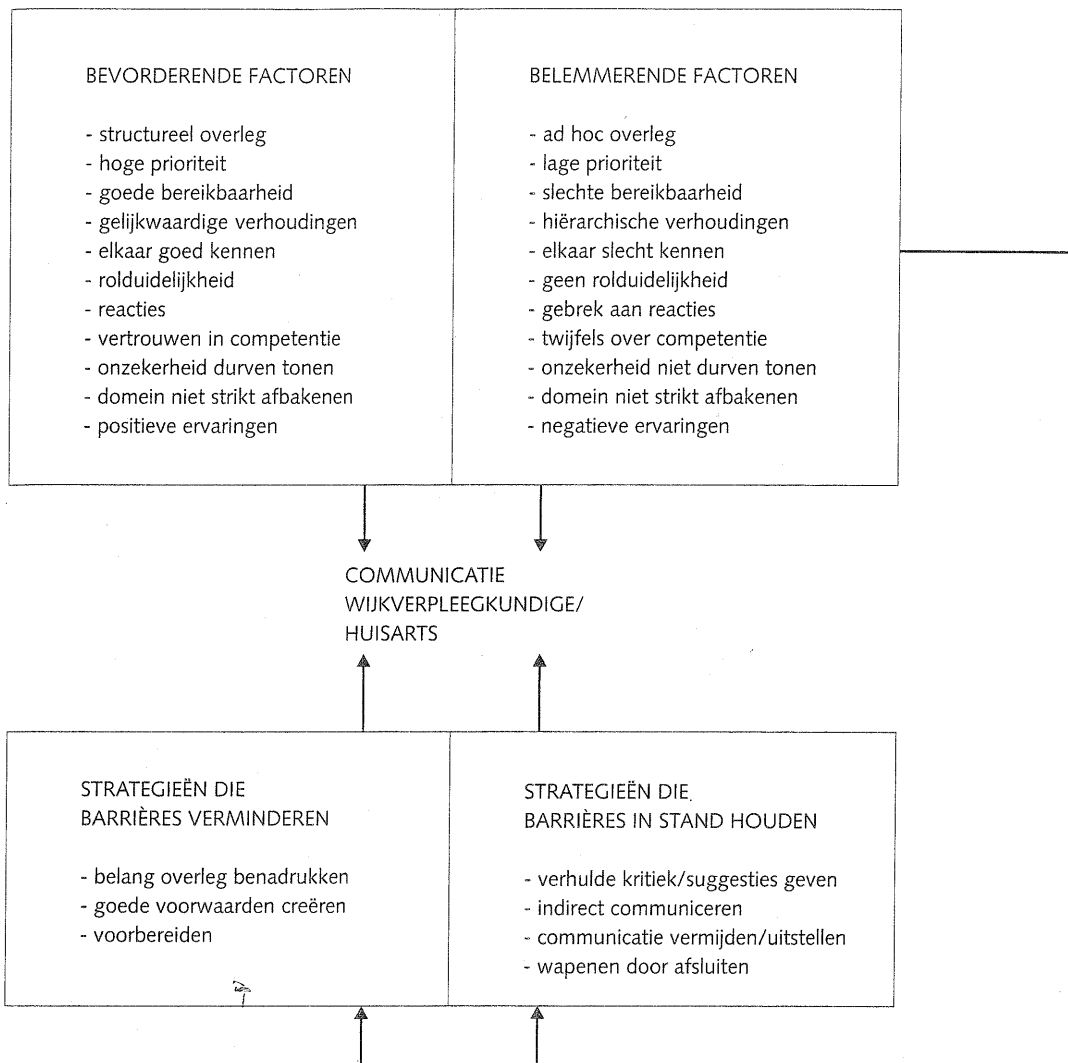 BEVORDERENDE FACTOREN
- structureel overleg
- hoge prioriteit
- goede bereikbaarheid
- gelijkwaardige verhoudingen
- elkaar goed kennen
- rolduidelijkheid
- reacties
- vertrouwen in competentie
- onzekerheid durven tonen
- domein niet strikt afbakenen
- positieve ervaringen
BELEMMERENDE FACTOREN
- ad hoc overleg
- lage prioriteit
- slechte bereikbaarheid
- hiërarchische verhoudingen
- elkaar slecht kennen
- geen rolduidelijkheid
- gebrek aan reacties
- twijfels over competentie
- onzekerheid niet durven tonen
- domein niet strikt afbakenen
- negatieve ervaringen
COMMUNICATIE
WIJKVERPLEEGKUNDIGE/
HUISARTS
STRATEGIEËN DIE
BARRIÈRES VERMINDEREN
- belang overleg benadrukken
- goede voorwaarden creëren
- voorbereiden
STRATEGIEËN DIE
BARRIÈRES IN STAND HOUDEN
- verhulde kritiek/suggesties geven
- indirect communiceren
- communicatie vermijden/uitstellen
- wapenen door afsluiten